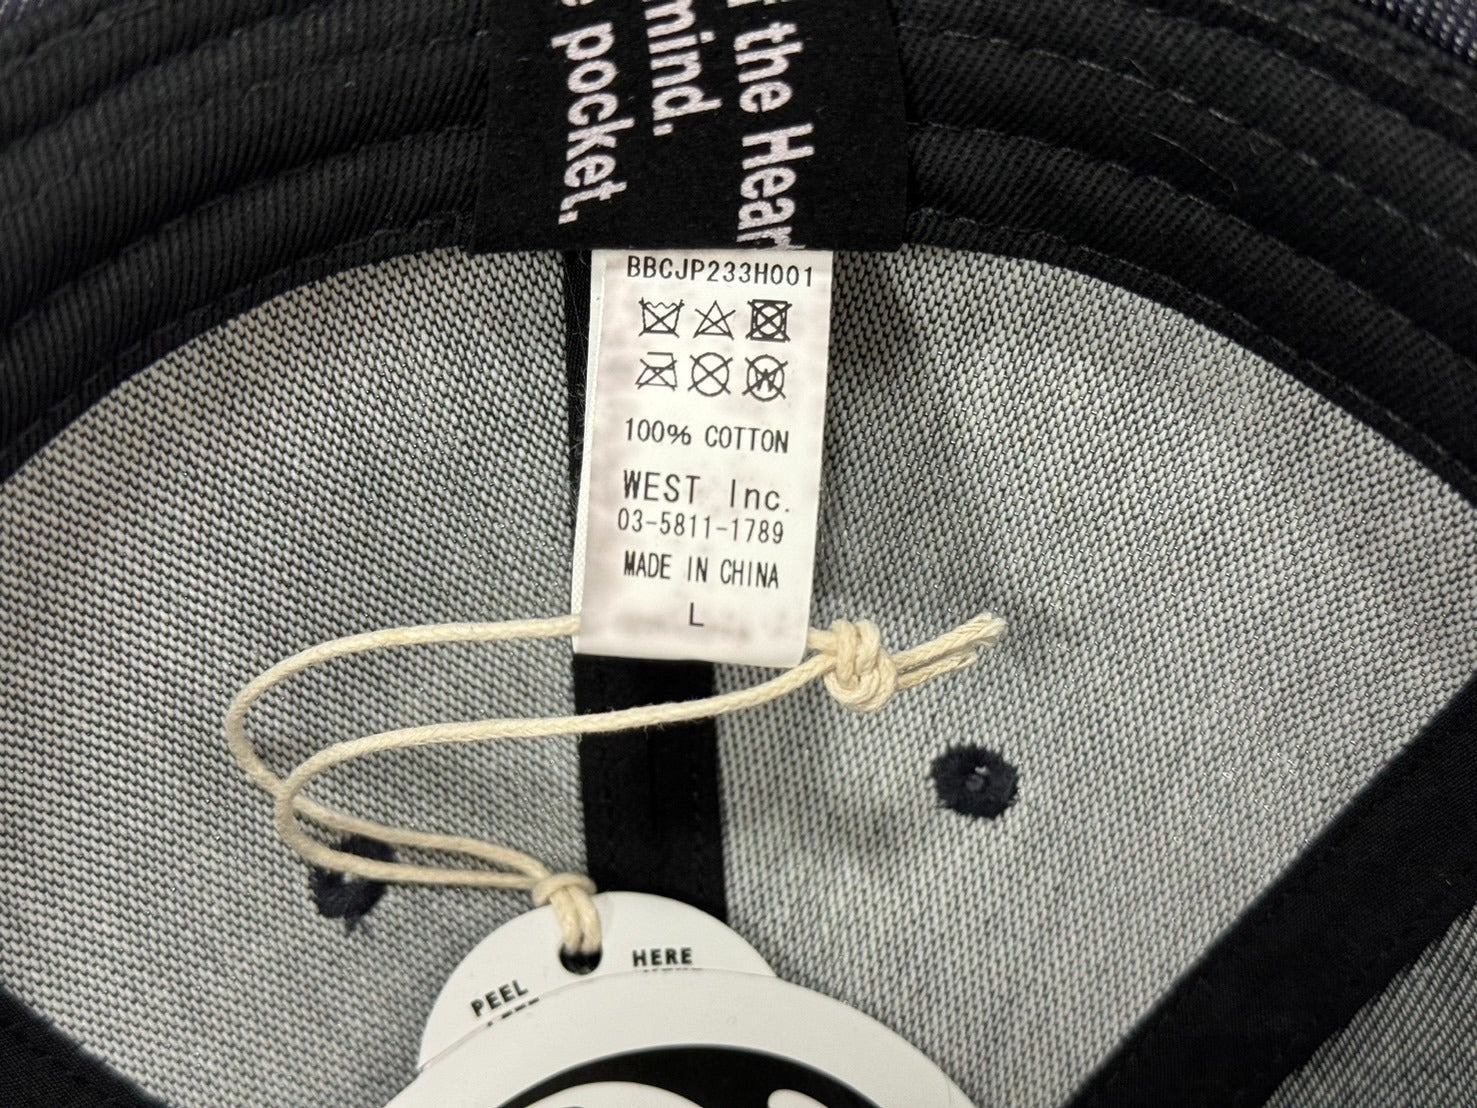 f the Hear
mind.
pocket.
BBCJP233H001
100% COTTON
WEST Inc.
03-5811-1789
MADE IN CHINA
L
PEEL HERE